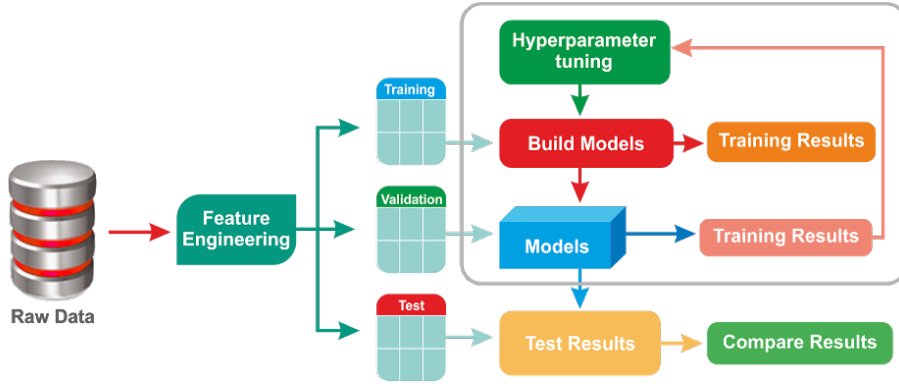 Hyperparameter
tuning
Training
Build Models
Training Results
Feature
Engineering
Validation
Models
Training Results
Raw Data
Test
Test Results
Compare Results